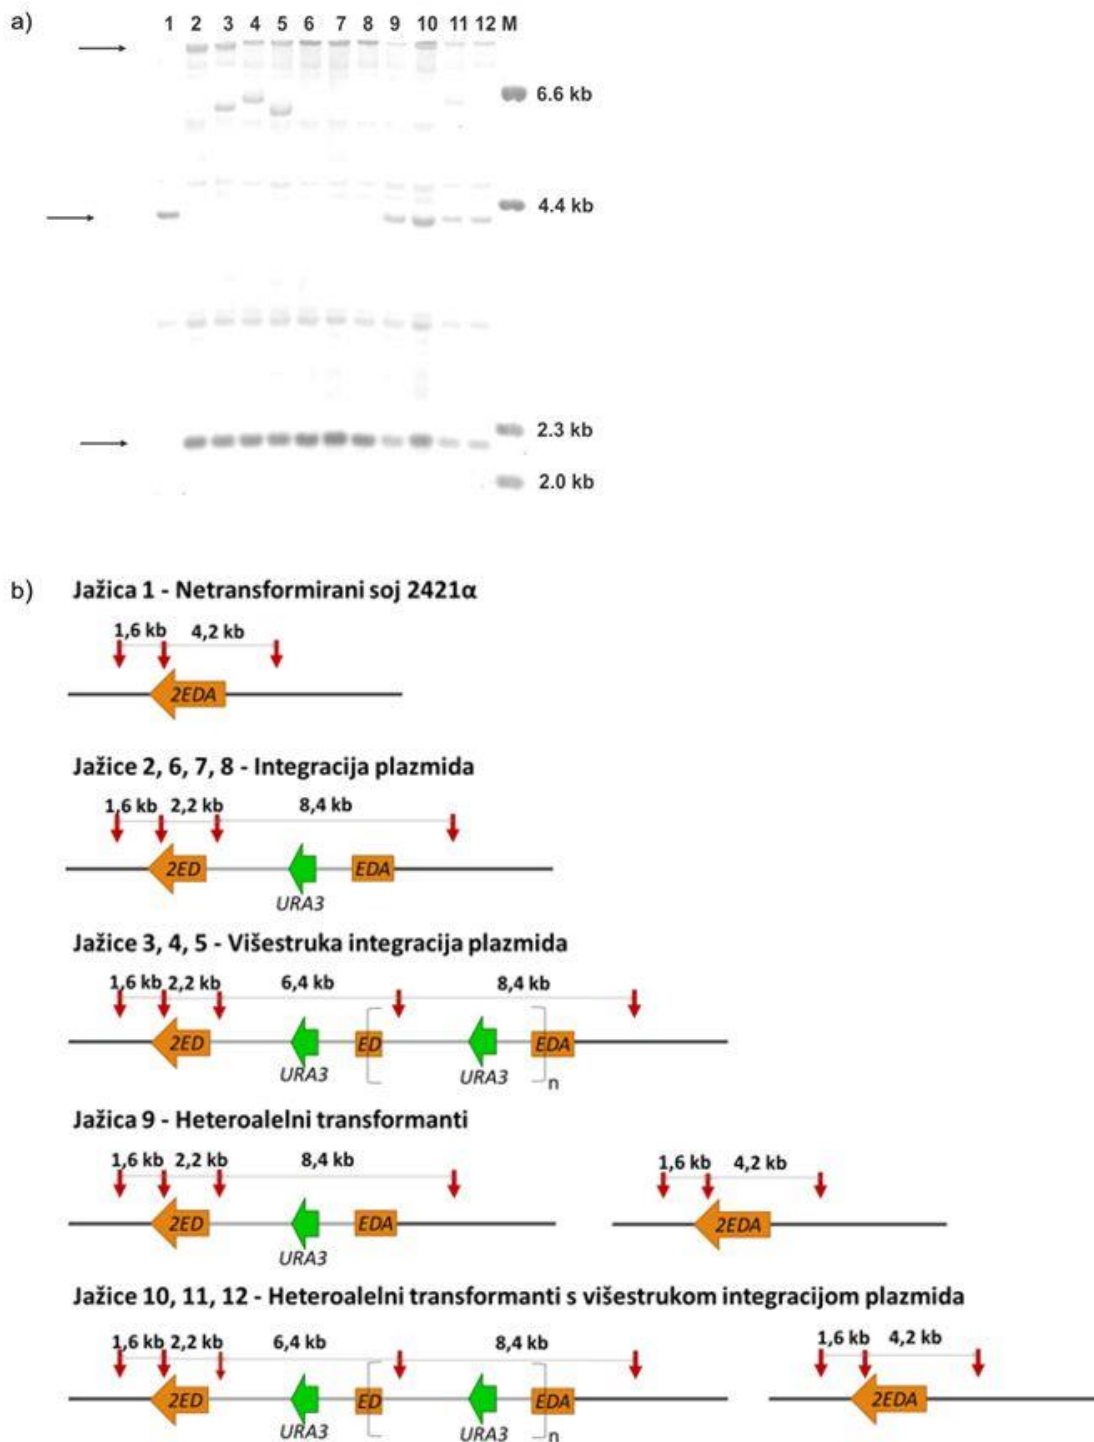 a)
1 2 3 4 5 6 7 8 9 10 11 12 M
6.6 kb
4.4 kb
2.3 kb
2.0 kb
b)
Jažica 1 - Netransformirani soj 2421α
1,6 kb 4,2 kb
2EDA
Jažice 2, 6, 7, 8 - Integracija plazmida
1,6 kb 2,2 kb 8,4 kb
2ED EDA
URA3
Jažice 3, 4, 5 - Višestruka integracija plazmida
1,6 kb 2,2 kb 6,4 kb 8,4 kb
2ED ED EDA
URA3 URA3 n
Jažica 9 - Heteroalelni transformanti
1,6 kb 2,2 kb 8,4 kb 1,6 kb 4,2 kb
2ED EDA 2EDA
URA3
Jažice 10, 11, 12 - Heteroalelni transformanti s višestrukom integracijom plazmida
1,6 kb 2,2 kb 6,4 kb 8,4 kb 1,6 kb 4,2 kb
2ED ED EDA 2EDA
URA3 URA3 n